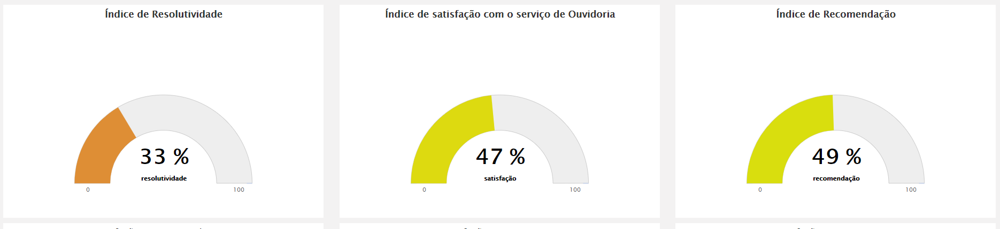 Índice de Resolutividade
33 %
resolutividade
0 100
Índice de satisfação com o serviço de Ouvidoria
47 %
satisfação
0 100
Índice de Recomendação
49 %
recomendação
0 100